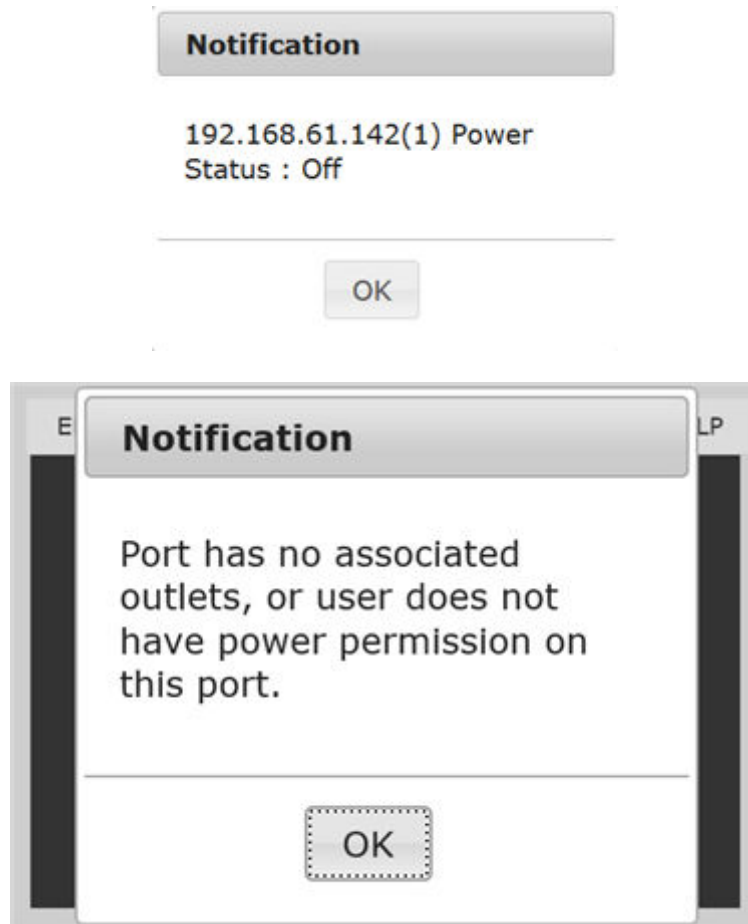 Notification
192.168.61.142(1) Power
Status : Off
OK
E
LP
Notification
Port has no associated
outlets, or user does not
have power permission on
this port.
OK